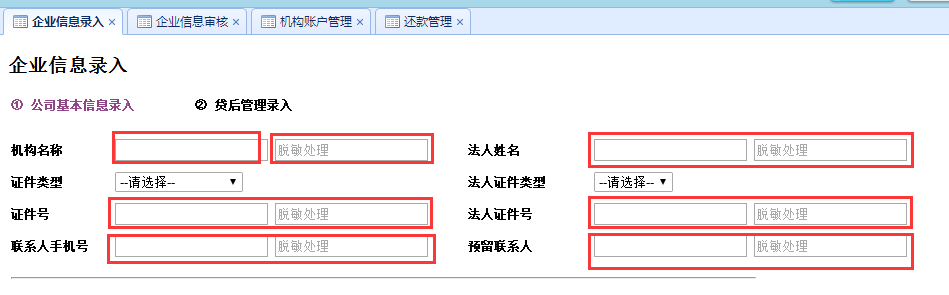 企业信息录入 × 企业信息审核 × 机构账户管理 × 还款管理 ×
企业信息录入
① 公司基本信息录入 ② 贷后管理录入
机构名称 脱敏处理 法人姓名 脱敏处理
证件类型 --请选择-- 法人证件类型 --请选择--
证件号 脱敏处理 法人证件号 脱敏处理
联系人手机号 脱敏处理 预留联系人 脱敏处理